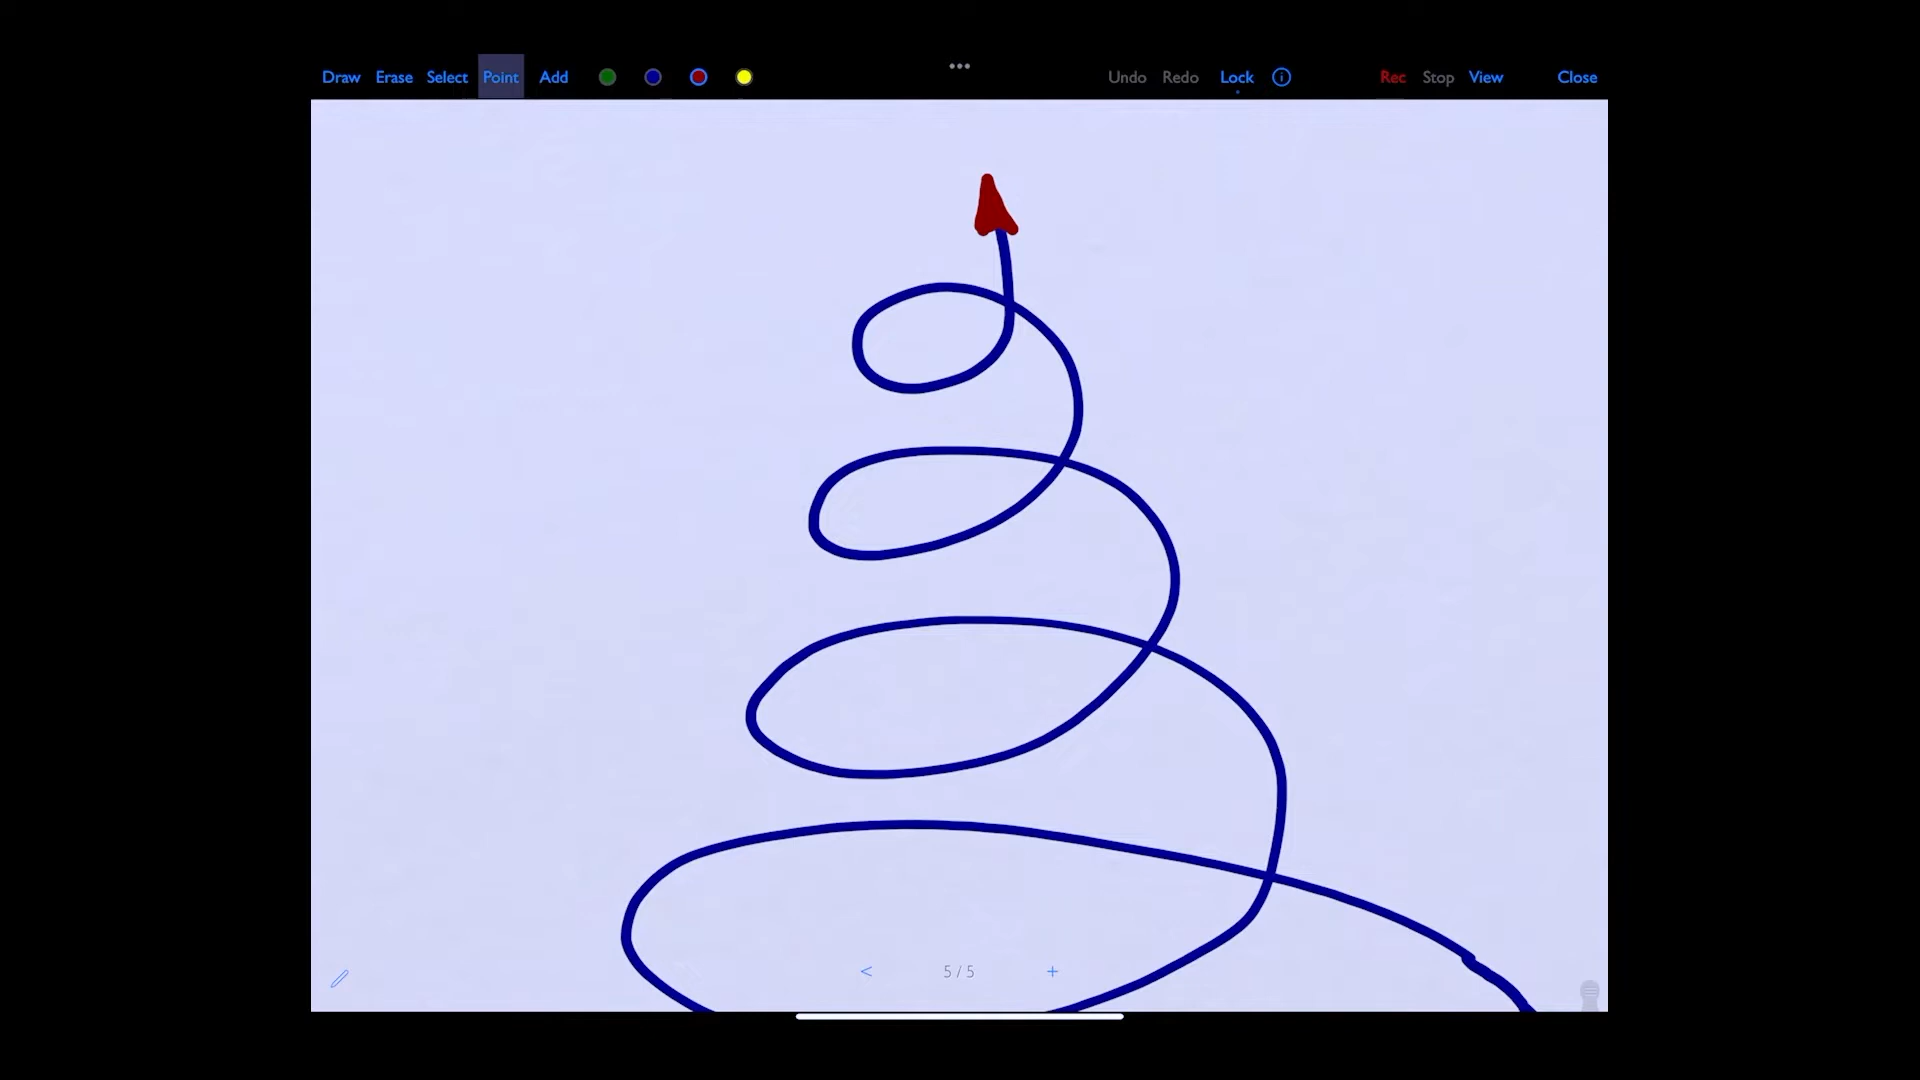 Draw Erase Select Point Add Undo Redo Lock Rec Stop View Close
< 5 / 5 +